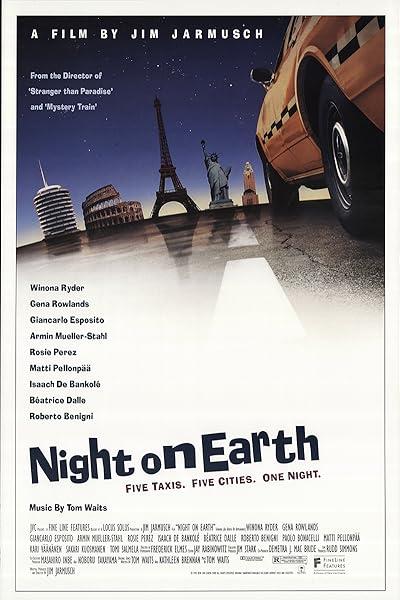 A FILM BY JIM JARMUSCH
From the Director of
'Stranger than Paradise'
and 'Mystery Train'
Winona Ryder
Gena Rowlands
Giancarlo Esposito
Armin Mueller-Stahl
Rosie Perez
Matti Pellonpää
Isaach De Bankolé
Béatrice Dalle
Roberto Benigni
Night on Earth
FIVE TAXIS. FIVE CITIES. ONE NIGHT.
Music By Tom Waits
JVC FINE LINE FEATURES LOCUS SOLUS JIM JARMUSCH "NIGHT ON EARTH" WINONA RYDER GENA ROWLANDS
GIANCARLO ESPOSITO ARMIN MUELLER-STAHL ROSIE PEREZ ISAACH DE BANKOLÉ BÉATRICE DALLE ROBERTO BENIGNI PAOLO BONACELLI MATTI PELLONPÄÄ
KARI VÄÄNÄNEN SAKARI KUOSMANEN TOMI SALMELA FREDERICK ELMES JAY RABINOWITZ JIM STARK DEMETRA J. MAC BRIDE RUDD SIMMONS
MASAHIRO INBE NOBORU TAKAYAMA TOM WAITS KATHLEEN BRENNAN TOM WAITS
JIM JARMUSCH
R
FINE LINE
FEATURES